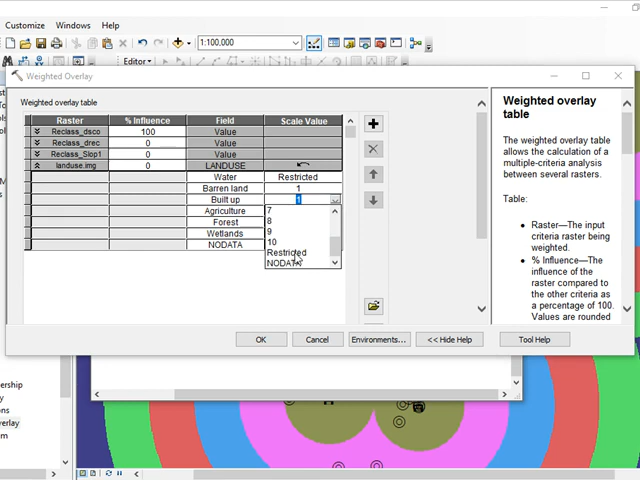 Customize Windows Help
1:100,000
Editor
Weighted Overlay
Weighted overlay table
Raster % Influence Field Scale Value
Reclass_dsco 100 Value
Reclass_drec 0 Value
Reclass_Slop1 0 Value
landuse.img 0 LANDUSE
Water Restricted
Barren land 1
Built up 1
Agriculture
Forest
Wetlands
NODATA
7
8
9
10
Restricted
NODATA
OK Cancel Environments... << Hide Help Tool Help
Weighted overlay
table
The weighted overlay table
allows the calculation of a
multiple-criteria analysis
between several rasters.
Table:
• Raster—The input
criteria raster being
weighted.
• % Influence—The
influence of the
raster compared to
the other criteria as
a percentage of 100.
Values are rounded